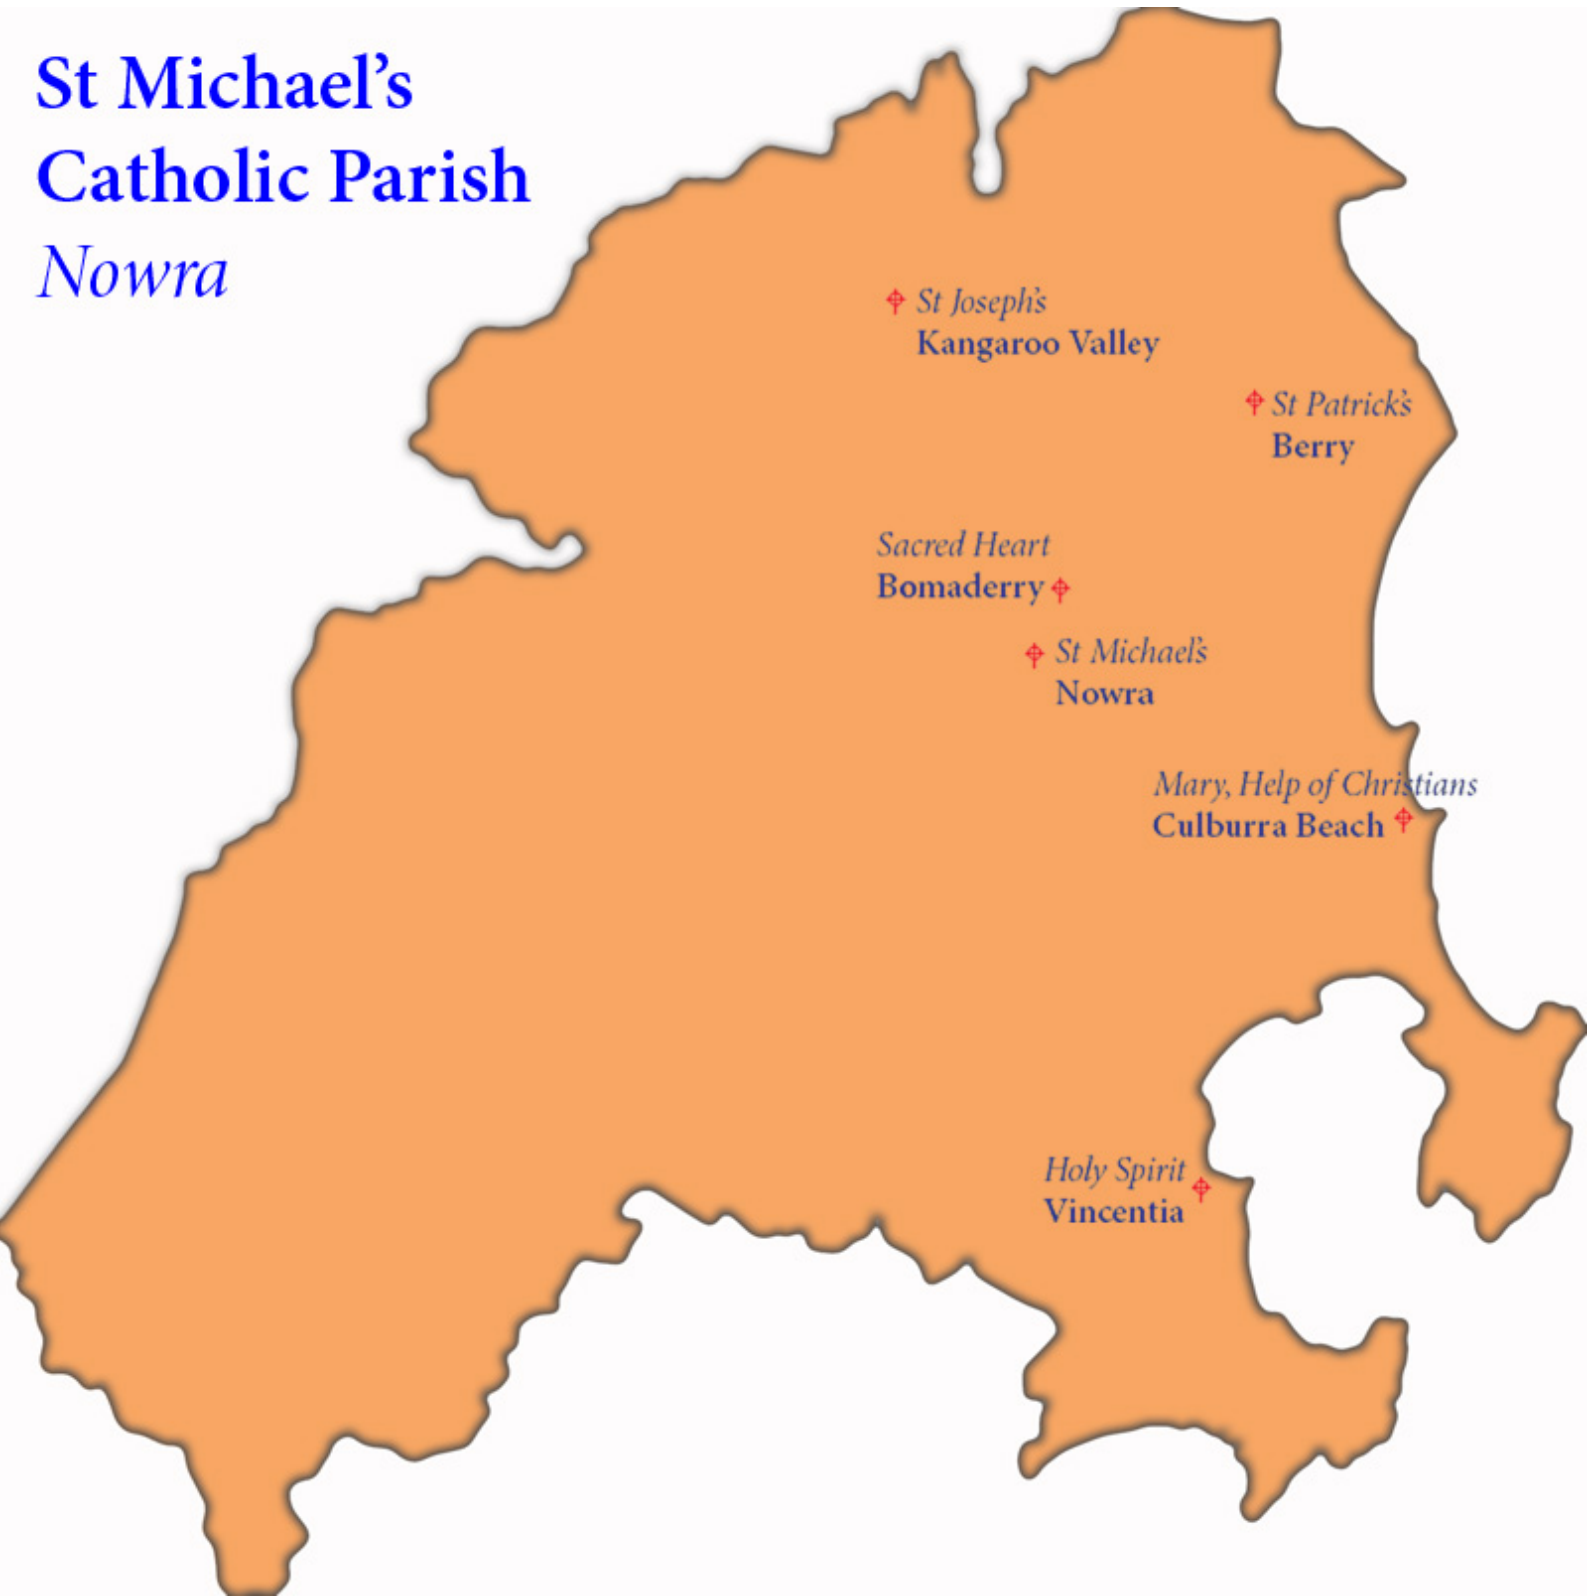 St Michael’s
Catholic Parish
Nowra
St Joseph’s
Kangaroo Valley
St Patrick’s
Berry
Sacred Heart
Bomaderry
St Michael’s
Nowra
Mary, Help of Christians
Culburra Beach
Holy Spirit
Vincentia